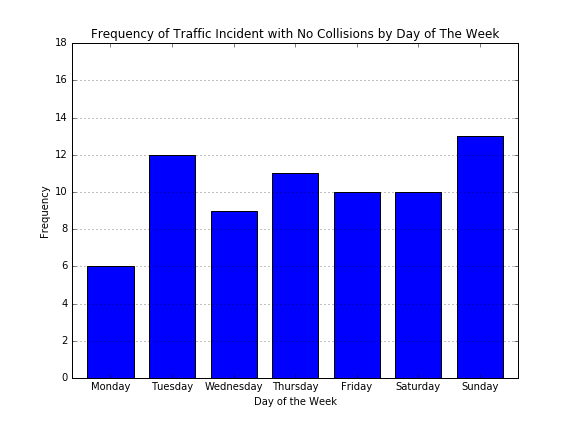 Frequency of Traffic Incident with No Collisions by Day of The Week
18
16
14
12
10
8
6
4
2
0
Frequency
Monday Tuesday Wednesday Thursday Friday Saturday Sunday
Day of the Week